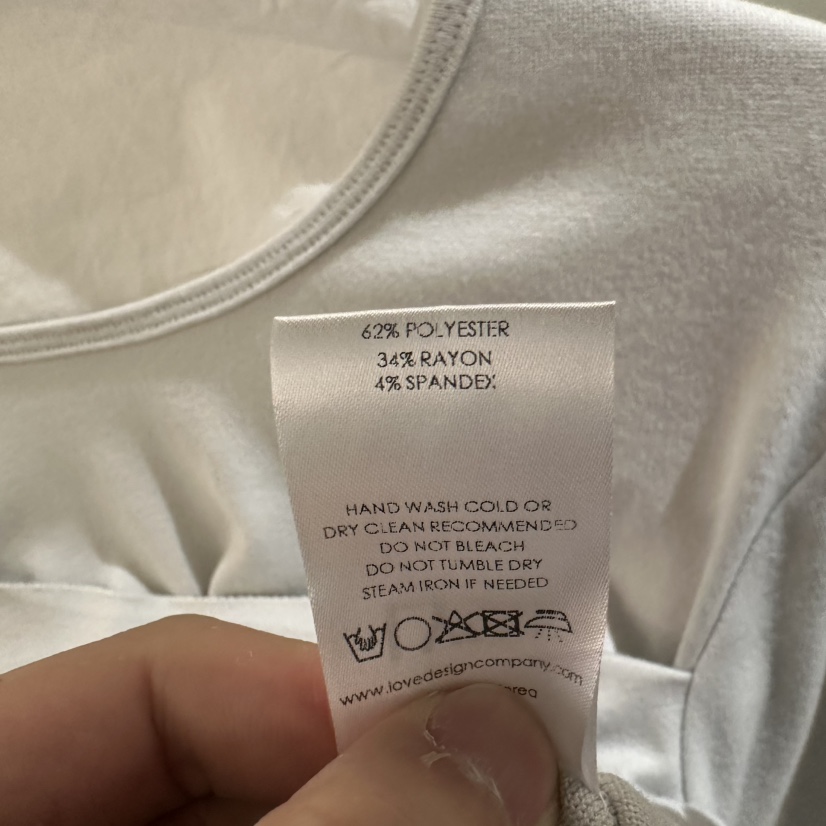 62% POLYESTER
34% RAYON
4% SPANDEX
HAND WASH COLD OR
DRY CLEAN RECOMMENDED
DO NOT BLEACH
DO NOT TUMBLE DRY
STEAM IRON IF NEEDED
www.lovedesigncompany.com